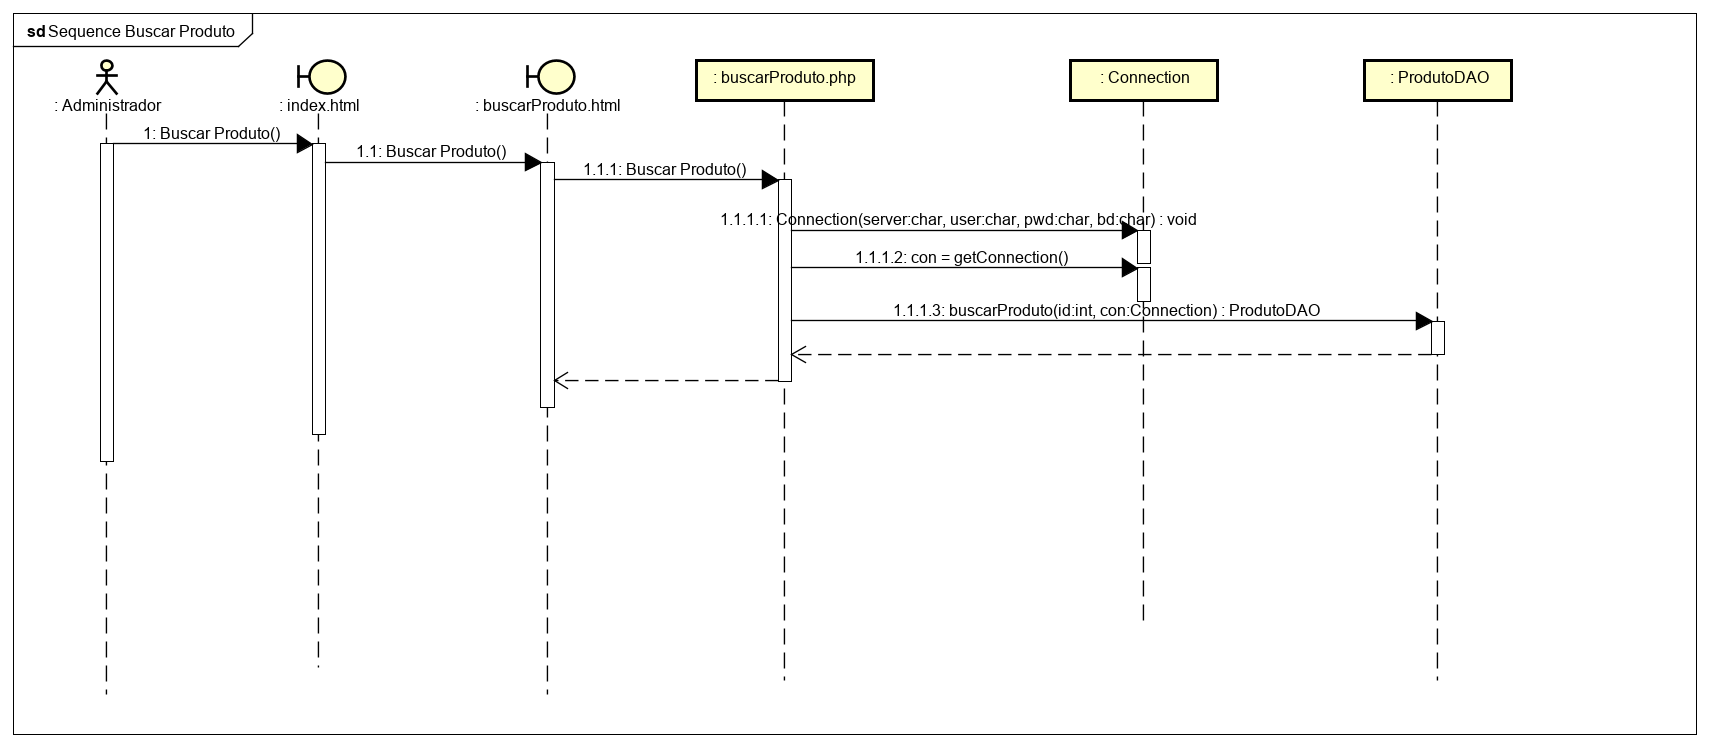 sd Sequence Buscar Produto
: Administrador
: index.html
: buscarProduto.html
: buscarProduto.php
: Connection
: ProdutoDAO
1: Buscar Produto()
1.1: Buscar Produto()
1.1.1: Buscar Produto()
1.1.1.1: Connection(server:char, user:char, pwd:char, bd:char) : void
1.1.1.2: con = getConnection()
1.1.1.3: buscarProduto(id:int, con:Connection) : ProdutoDAO